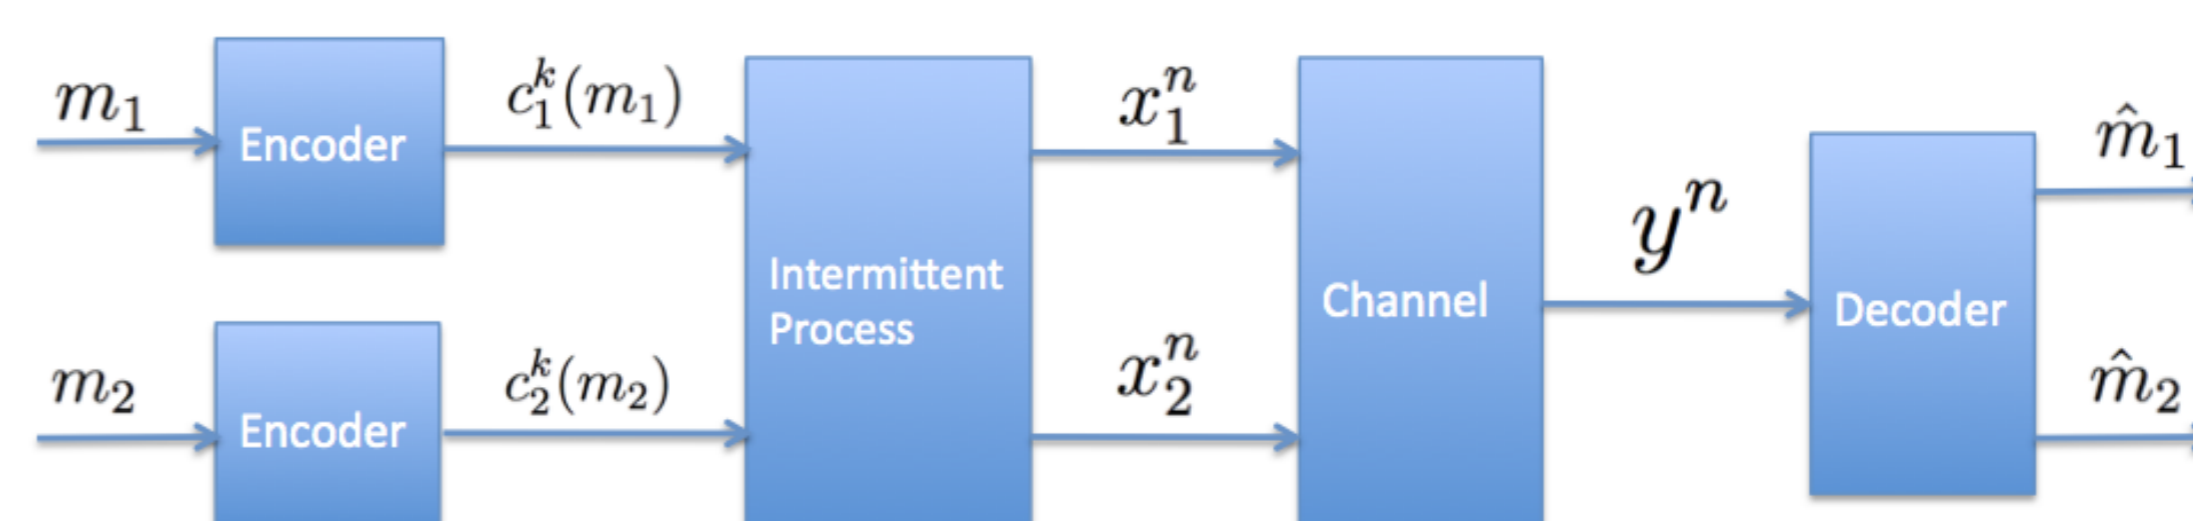 m₁
Encoder
c₁ᵏ(m₁)
Intermittent
Process
x₁ⁿ
Channel
yⁿ
Decoder
m̂₁
m₂
Encoder
c₂ᵏ(m₂)
x₂ⁿ
m̂₂